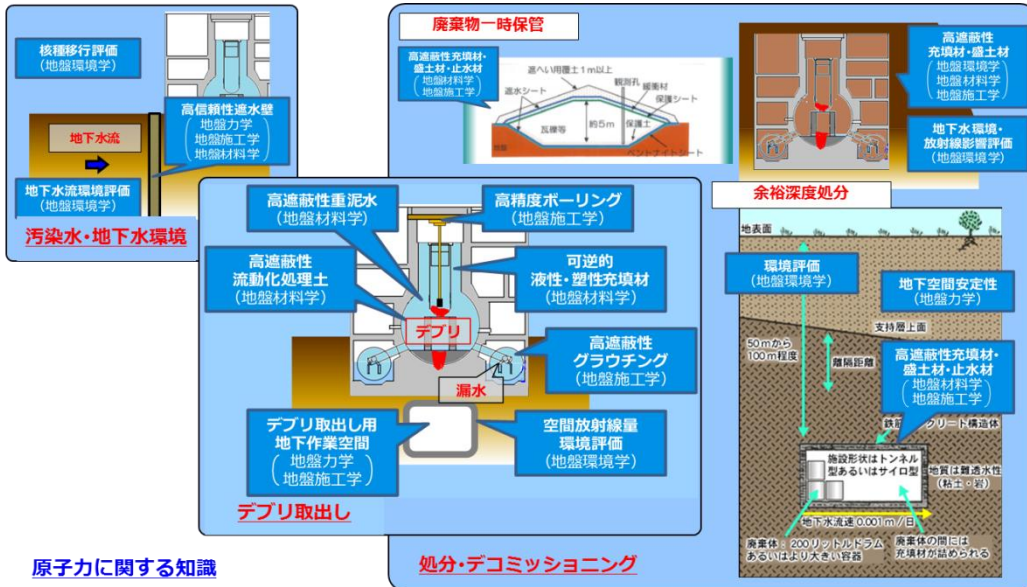 核種移行評価
(地盤環境学)
高信頼性遮水壁
地盤力学
地盤施工学
地盤材料学
地下水流
地下水流環境評価
(地盤環境学)
汚染水・地下水環境
廃棄物一時保管
高遮蔽性充填材・
盛土材・止水材
地盤材料学
地盤施工学
遮へい用覆土1m以上
遮水シート
観測孔
緩衝材
保護シート
瓦礫等
約5m
保護土
地盤
ベントナイトシート
高遮蔽性
充填材・盛土材
地盤環境学
地盤材料学
地盤施工学
地下水環境・
放射線影響評価
(地盤環境学)
高遮蔽性重泥水
(地盤材料学)
高精度ボーリング
(地盤施工学)
高遮蔽性
流動化処理土
(地盤材料学)
可逆的
液性・塑性充填材
(地盤材料学)
デブリ
高遮蔽性
グラウチング
(地盤施工学)
漏水
デブリ取出し用
地下作業空間
地盤力学
地盤施工学
空間放射線量
環境評価
(地盤環境学)
デブリ取出し
余裕深度処分
地表面
環境評価
(地盤環境学)
地下空間安定性
(地盤力学)
支持層上面
50mから
100m程度
離隔距離
高遮蔽性充填材・
盛土材・止水材
地盤材料学
地盤施工学
鉄筋
クリート構造体
施設形状はトンネル
型あるいはサイロ型
地質は難透水性
(粘土・岩)
地下水流速0.001m/日
廃棄体:200リットルドラム
あるいはより大きい容器
廃棄体の間には
充填材が詰められる
原子力に関する知識
処分・デコミッショニング